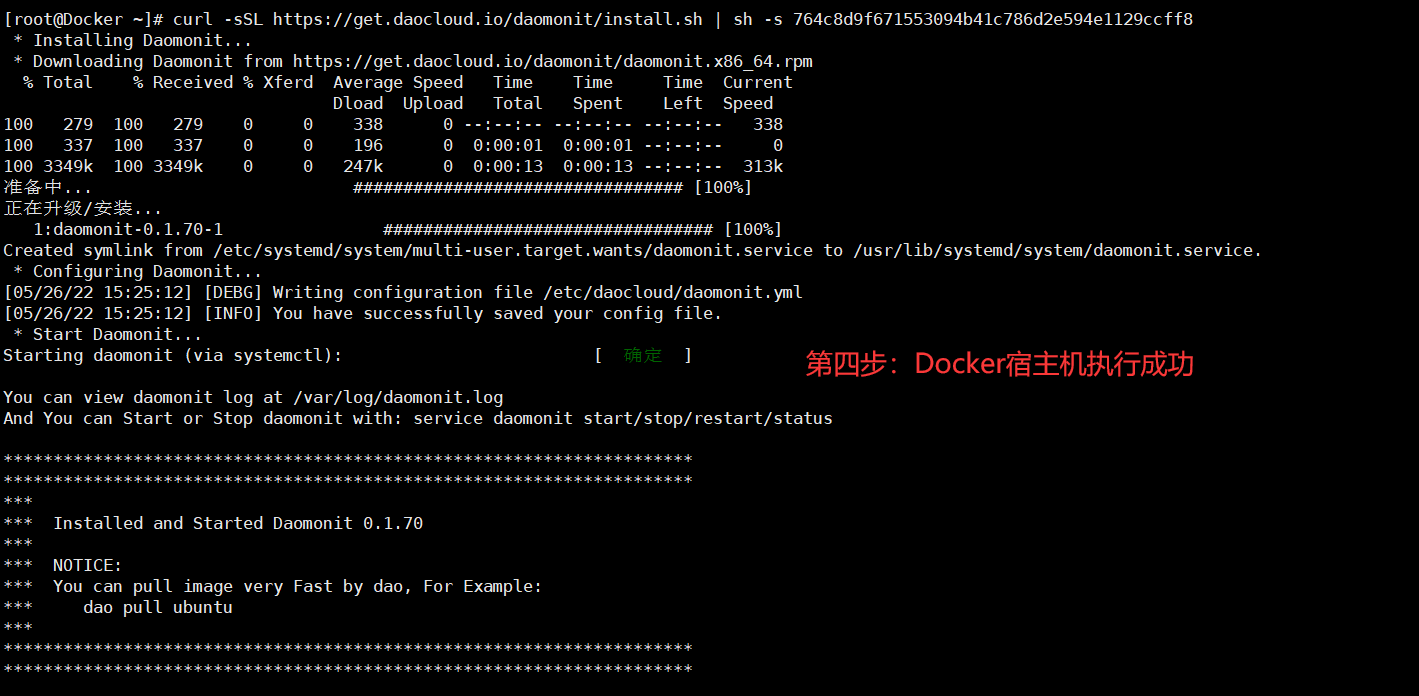 [root@Docker ~]# curl -sSL https://get.daocloud.io/daomonit/install.sh | sh -s 764c8d9f671553094b41c786d2e594e1129ccff8
 * Installing Daomonit...
 * Downloading Daomonit from https://get.daocloud.io/daomonit/daomonit.x86_64.rpm
  % Total    % Received % Xferd  Average Speed   Time    Time     Time  Current
                                 Dload  Upload   Total   Spent    Left  Speed
100   279  100   279    0     0    338      0 --:--:-- --:--:-- --:--:--   338
100   337  100   337    0     0    196      0  0:00:01  0:00:01 --:--:--     0
100 3349k  100 3349k    0     0   247k      0  0:00:13  0:00:13 --:--:--  313k
准备中...                          ################################# [100%]
正在升级/安装...
   1:daomonit-0.1.70-1                ################################# [100%]
Created symlink from /etc/systemd/system/multi-user.target.wants/daomonit.service to /usr/lib/systemd/system/daomonit.service.
 * Configuring Daomonit...
[05/26/22 15:25:12] [DEBG] Writing configuration file /etc/daocloud/daomonit.yml
[05/26/22 15:25:12] [INFO] You have successfully saved your config file.
 * Start Daomonit...
Starting daomonit (via systemctl):                         [  确定  ]
第四步：Docker宿主机执行成功
You can view daomonit log at /var/log/daomonit.log
And You can Start or Stop daomonit with: service daomonit start/stop/restart/status
*********************************************************************
*********************************************************************
***
***  Installed and Started Daomonit 0.1.70
***
***  NOTICE:
***  You can pull image very Fast by dao, For Example:
***     dao pull ubuntu
***
*********************************************************************
*********************************************************************